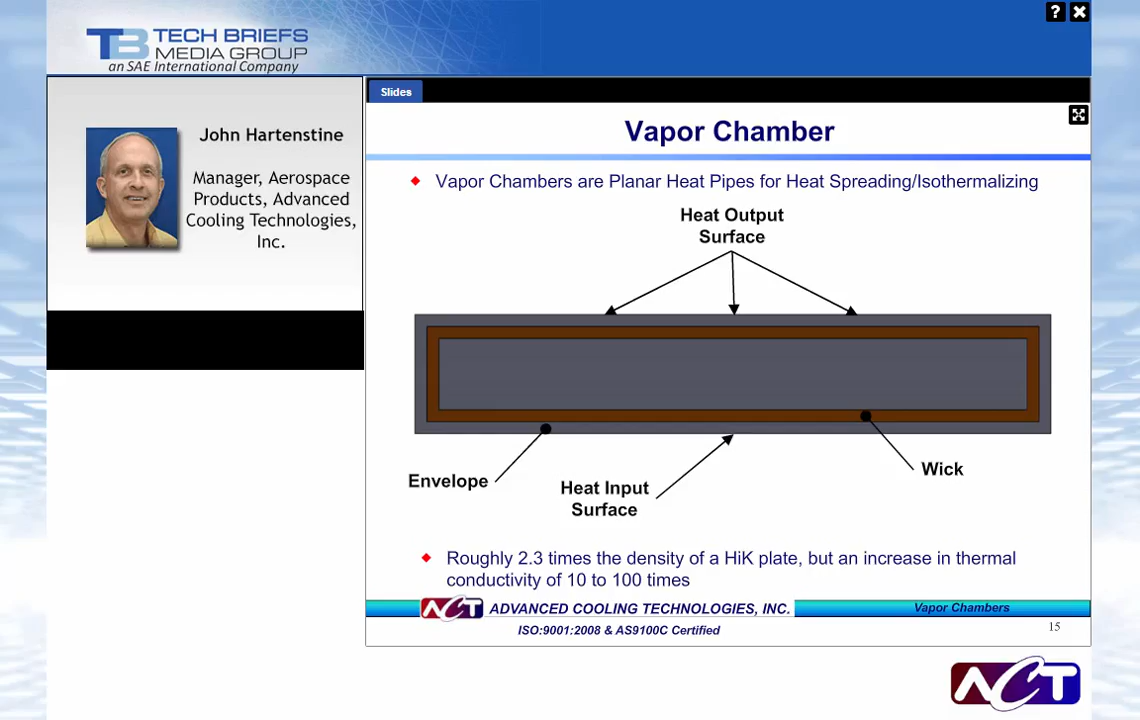 ? ×
TB TECH BRIEFS
MEDIA GROUP
an SAE International Company
Slides
John Hartenstine
Manager, Aerospace
Products, Advanced
Cooling Technologies,
Inc.
Vapor Chamber
Vapor Chambers are Planar Heat Pipes for Heat Spreading/Isothermalizing
Heat Output
Surface
Envelope
Heat Input
Surface
Wick
Roughly 2.3 times the density of a HiK plate, but an increase in thermal
conductivity of 10 to 100 times
ACT ADVANCED COOLING TECHNOLOGIES, INC. Vapor Chambers
ISO:9001:2008 & AS9100C Certified
15
ACT